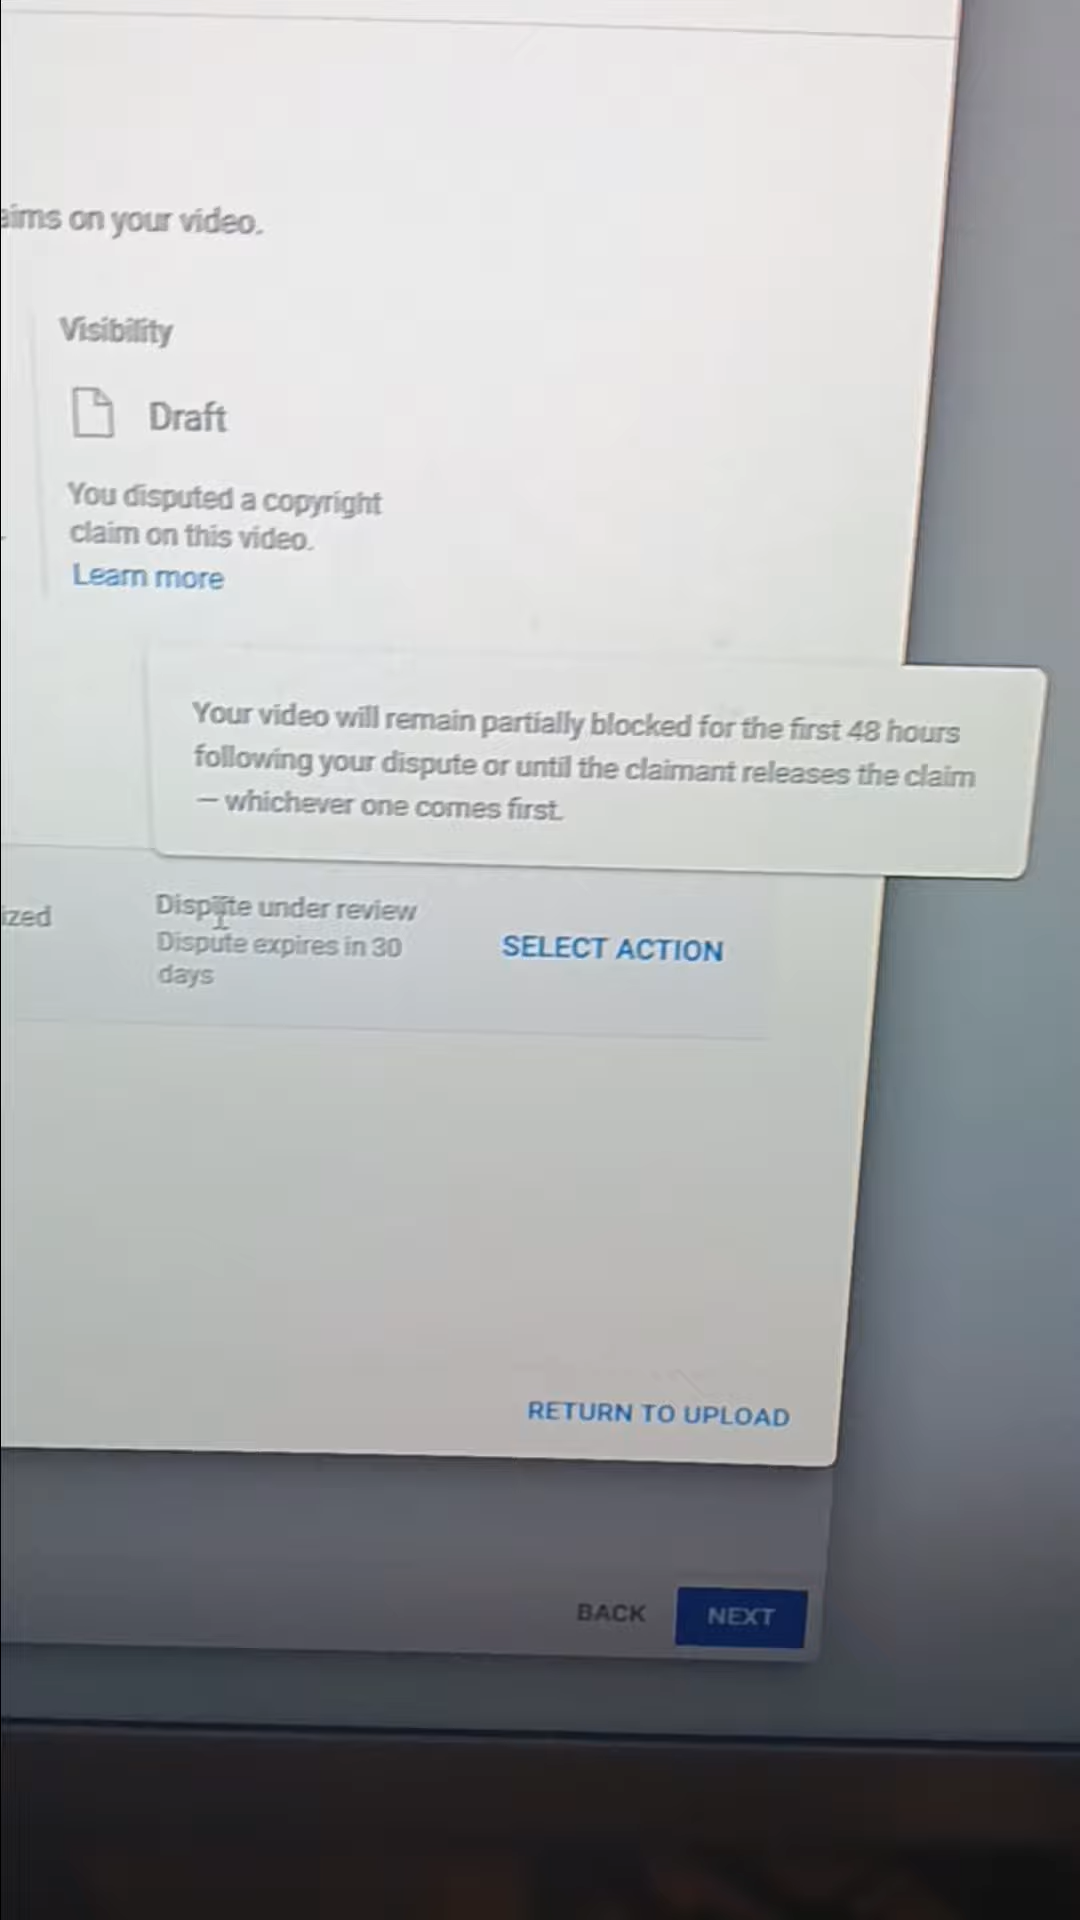 aims on your video.
Visibility
Draft
You disputed a copyright
claim on this video.
Learn more
Your video will remain partially blocked for the first 48 hours
following your dispute or until the claimant releases the claim
— whichever one comes first.
ized
Dispute under review
Dispute expires in 30
days
SELECT ACTION
RETURN TO UPLOAD
BACK
NEXT